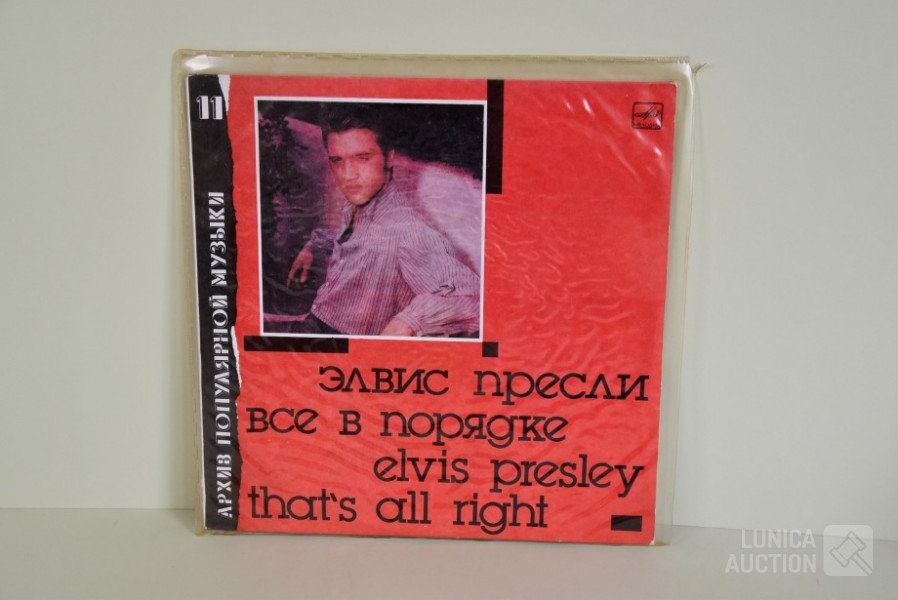 11
АРХИВ ПОПУЛЯРНОЙ МУЗЫКИ
элвис пресли
все в порядке
elvis presley
that's all right
LUNICA
AUCTION